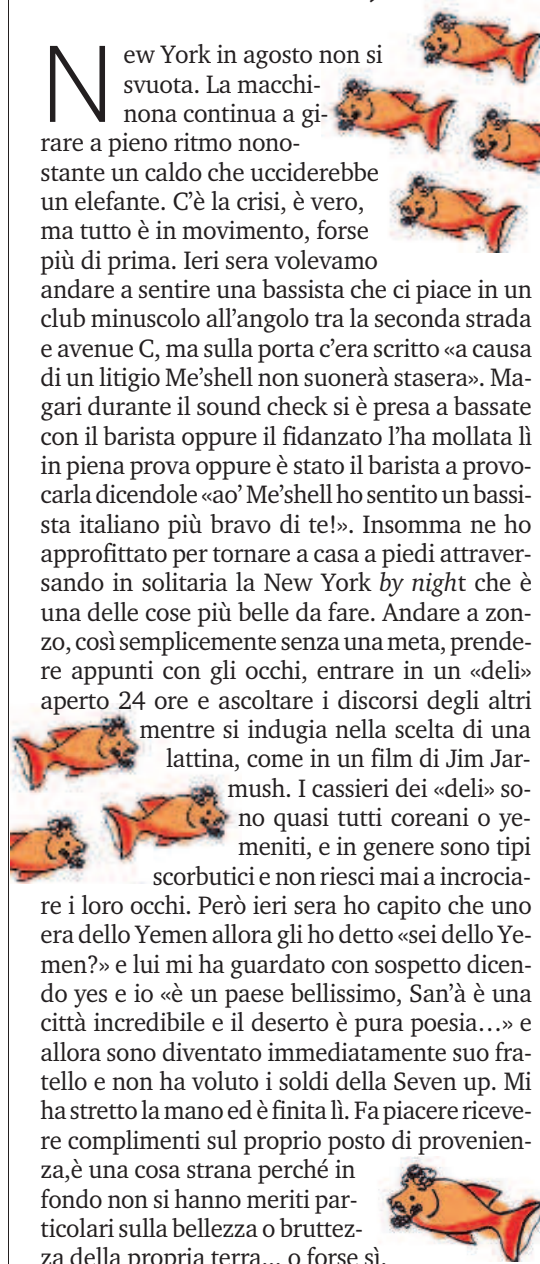 New York in agosto non si
svuota. La macchi-
nona continua a gi-
rare a pieno ritmo nono-
stante un caldo che ucciderebbe
un elefante. C’è la crisi, è vero,
ma tutto è in movimento, forse
più di prima. Ieri sera volevamo
andare a sentire una bassista che ci piace in un
club minuscolo all’angolo tra la seconda strada
e avenue C, ma sulla porta c’era scritto «a causa
di un litigio Me’shell non suonerà stasera». Ma-
gari durante il sound check si è presa a bassate
con il barista oppure il fidanzato l’ha mollata lì
in piena prova oppure è stato il barista a provo-
carla dicendole «ao’ Me’shell ho sentito un bassi-
sta italiano più bravo di te!». Insomma ne ho
approfittato per tornare a casa a piedi attraver-
sando in solitaria la New York by night che è
una delle cose più belle da fare. Andare a zon-
zo, così semplicemente senza una meta, prende-
re appunti con gli occhi, entrare in un «deli»
aperto 24 ore e ascoltare i discorsi degli altri
mentre si indugia nella scelta di una
lattina, come in un film di Jim Jar-
mush. I cassieri dei «deli» so-
no quasi tutti coreani o ye-
meniti, e in genere sono tipi
scorbutici e non riesci mai a incrocia-
re i loro occhi. Però ieri sera ho capito che uno
era dello Yemen allora gli ho detto «sei dello Ye-
men?» e lui mi ha guardato con sospetto dicen-
do yes e io «è un paese bellissimo, San’à è una
città incredibile e il deserto è pura poesia…» e
allora sono diventato immediatamente suo fra-
tello e non ha voluto i soldi della Seven up. Mi
ha stretto la mano ed è finita lì. Fa piacere riceve-
re complimenti sul proprio posto di provenien-
za,è una cosa strana perché in
fondo non si hanno meriti par-
ticolari sulla bellezza o bruttez-
za della propria terra... o forse sì.